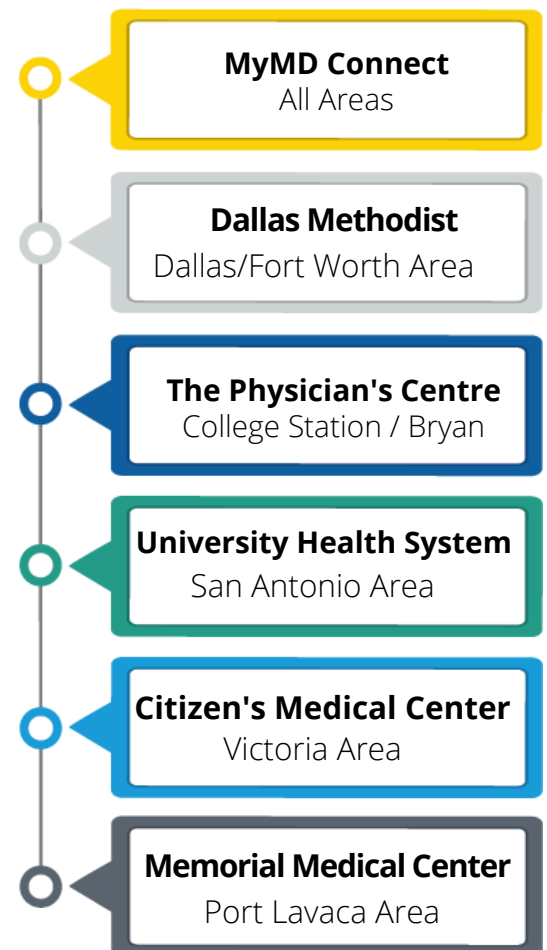 MyMD Connect
All Areas
Dallas Methodist
Dallas/Fort Worth Area
The Physician's Centre
College Station / Bryan
University Health System
San Antonio Area
Citizen's Medical Center
Victoria Area
Memorial Medical Center
Port Lavaca Area